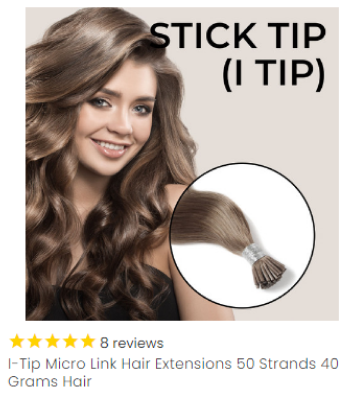 STICK TIP
(I TIP)
8 reviews
I-Tip Micro Link Hair Extensions 50 Strands 40
Grams Hair